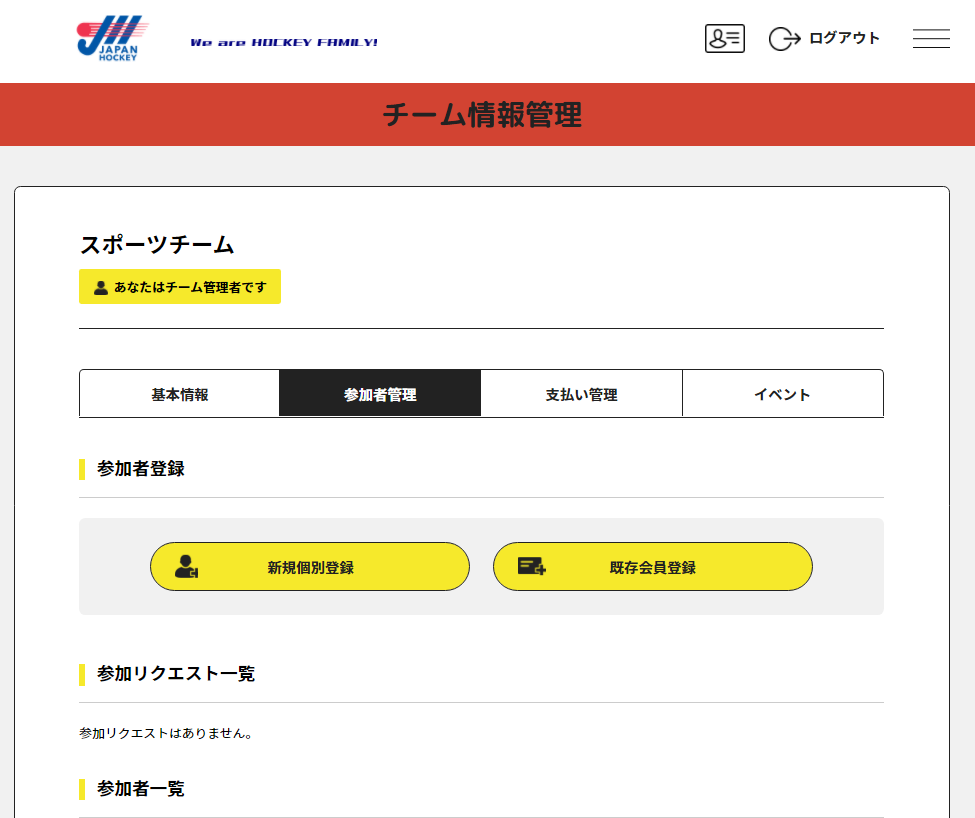 JAPAN
HOCKEY
We are HOCKEY FAMILY!
ログアウト
チーム情報管理
スポーツチーム
あなたはチーム管理者です
基本情報
参加者管理
支払い管理
イベント
参加者登録
新規個別登録
既存会員登録
参加リクエスト一覧
参加リクエストはありません。
参加者一覧